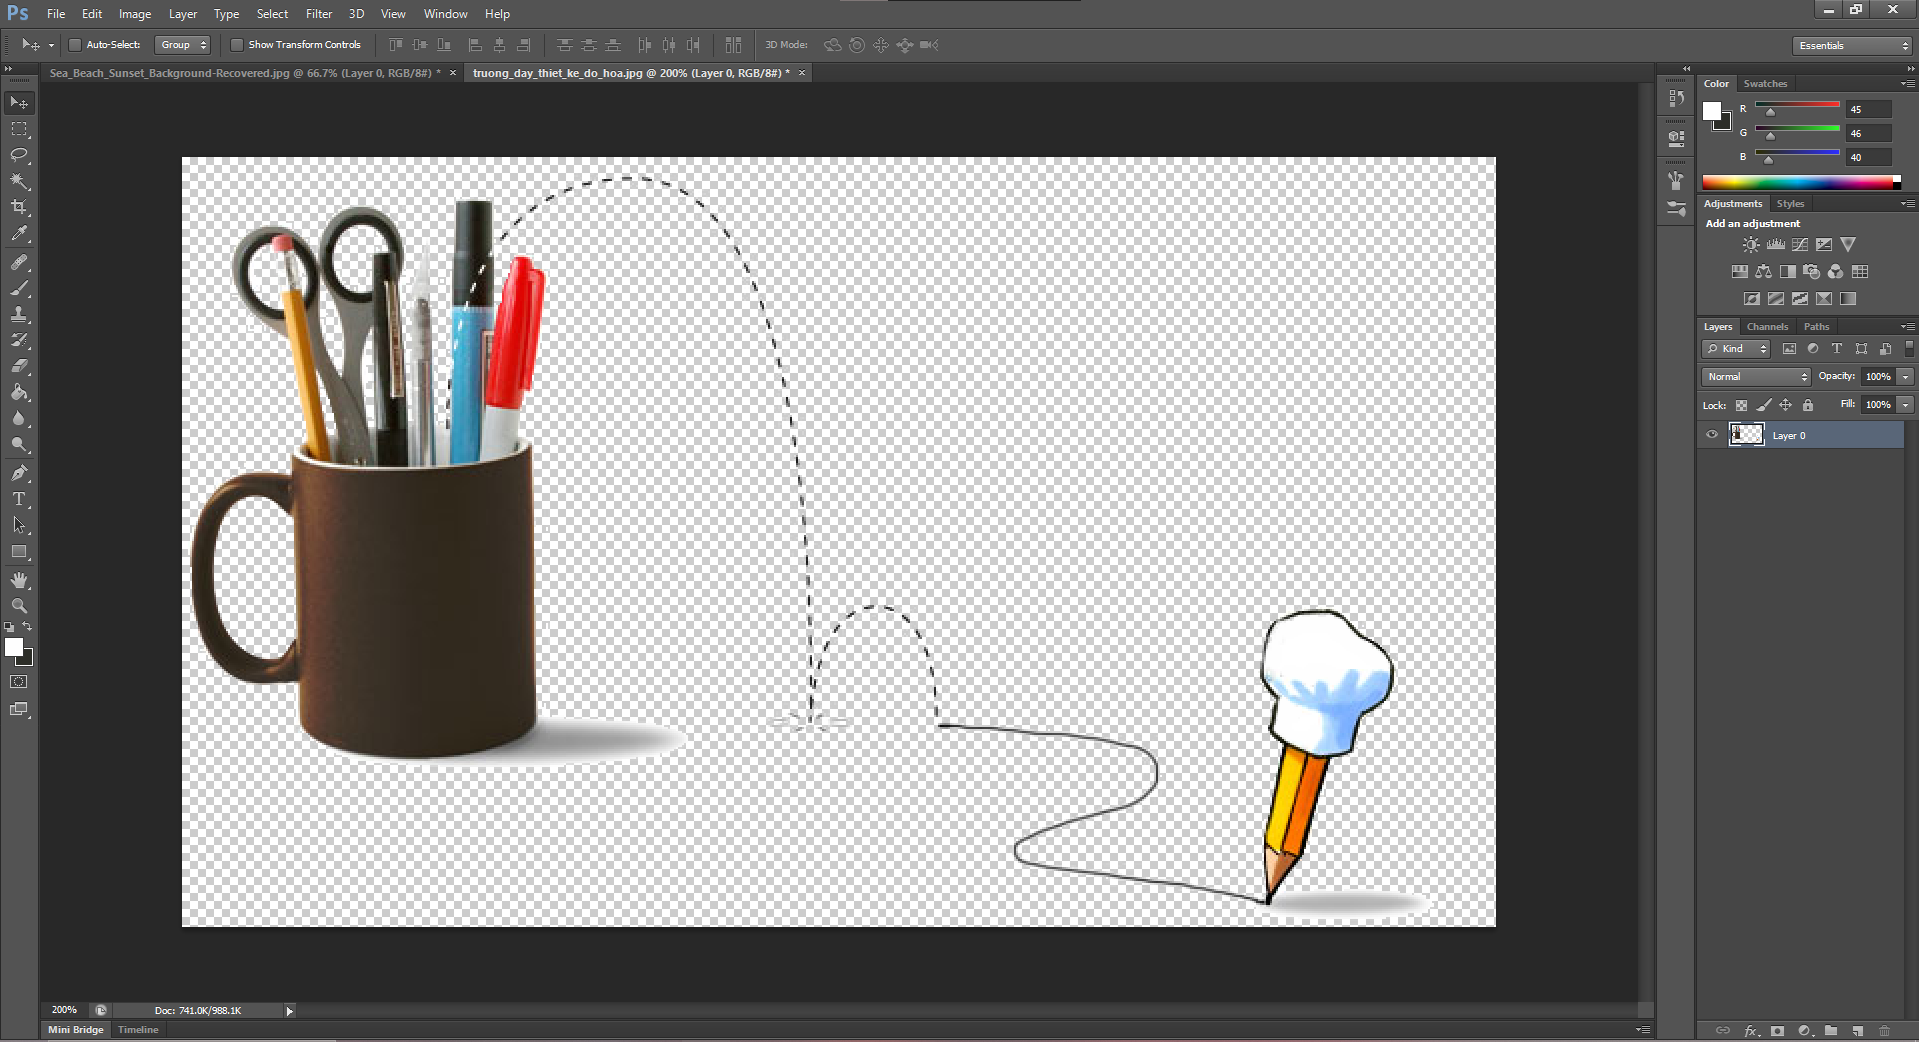 Ps File Edit Image Layer Type Select Filter 3D View Window Help
Auto-Select: Group Show Transform Controls 3D Mode: Essentials
Sea_Beach_Sunset_Background-Recovered.jpg @ 66.7% (Layer 0, RGB/8#) * × truong_day_thiet_ke_do_hoa.jpg @ 200% (Layer 0, RGB/8#) * ×
Color Swatches
R 45
G 46
B 40
Adjustments Styles
Add an adjustment
Layers Channels Paths
Kind
Normal Opacity: 100%
Lock: Fill: 100%
Layer 0
200% Doc: 741.0K/988.1K
Mini Bridge Timeline